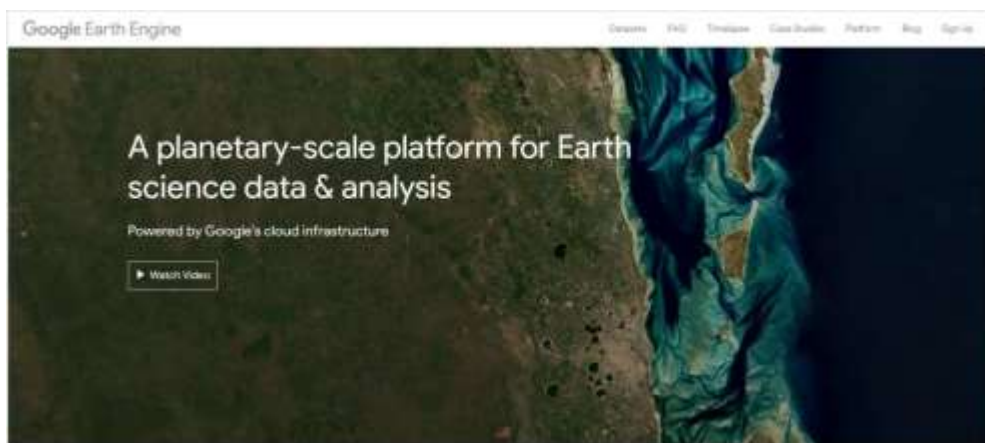 Google Earth Engine
Datasets FAQ Timelapse Case Studies Platform Blog Sign Up
A planetary-scale platform for Earth
science data & analysis
Powered by Google's cloud infrastructure
Watch Video